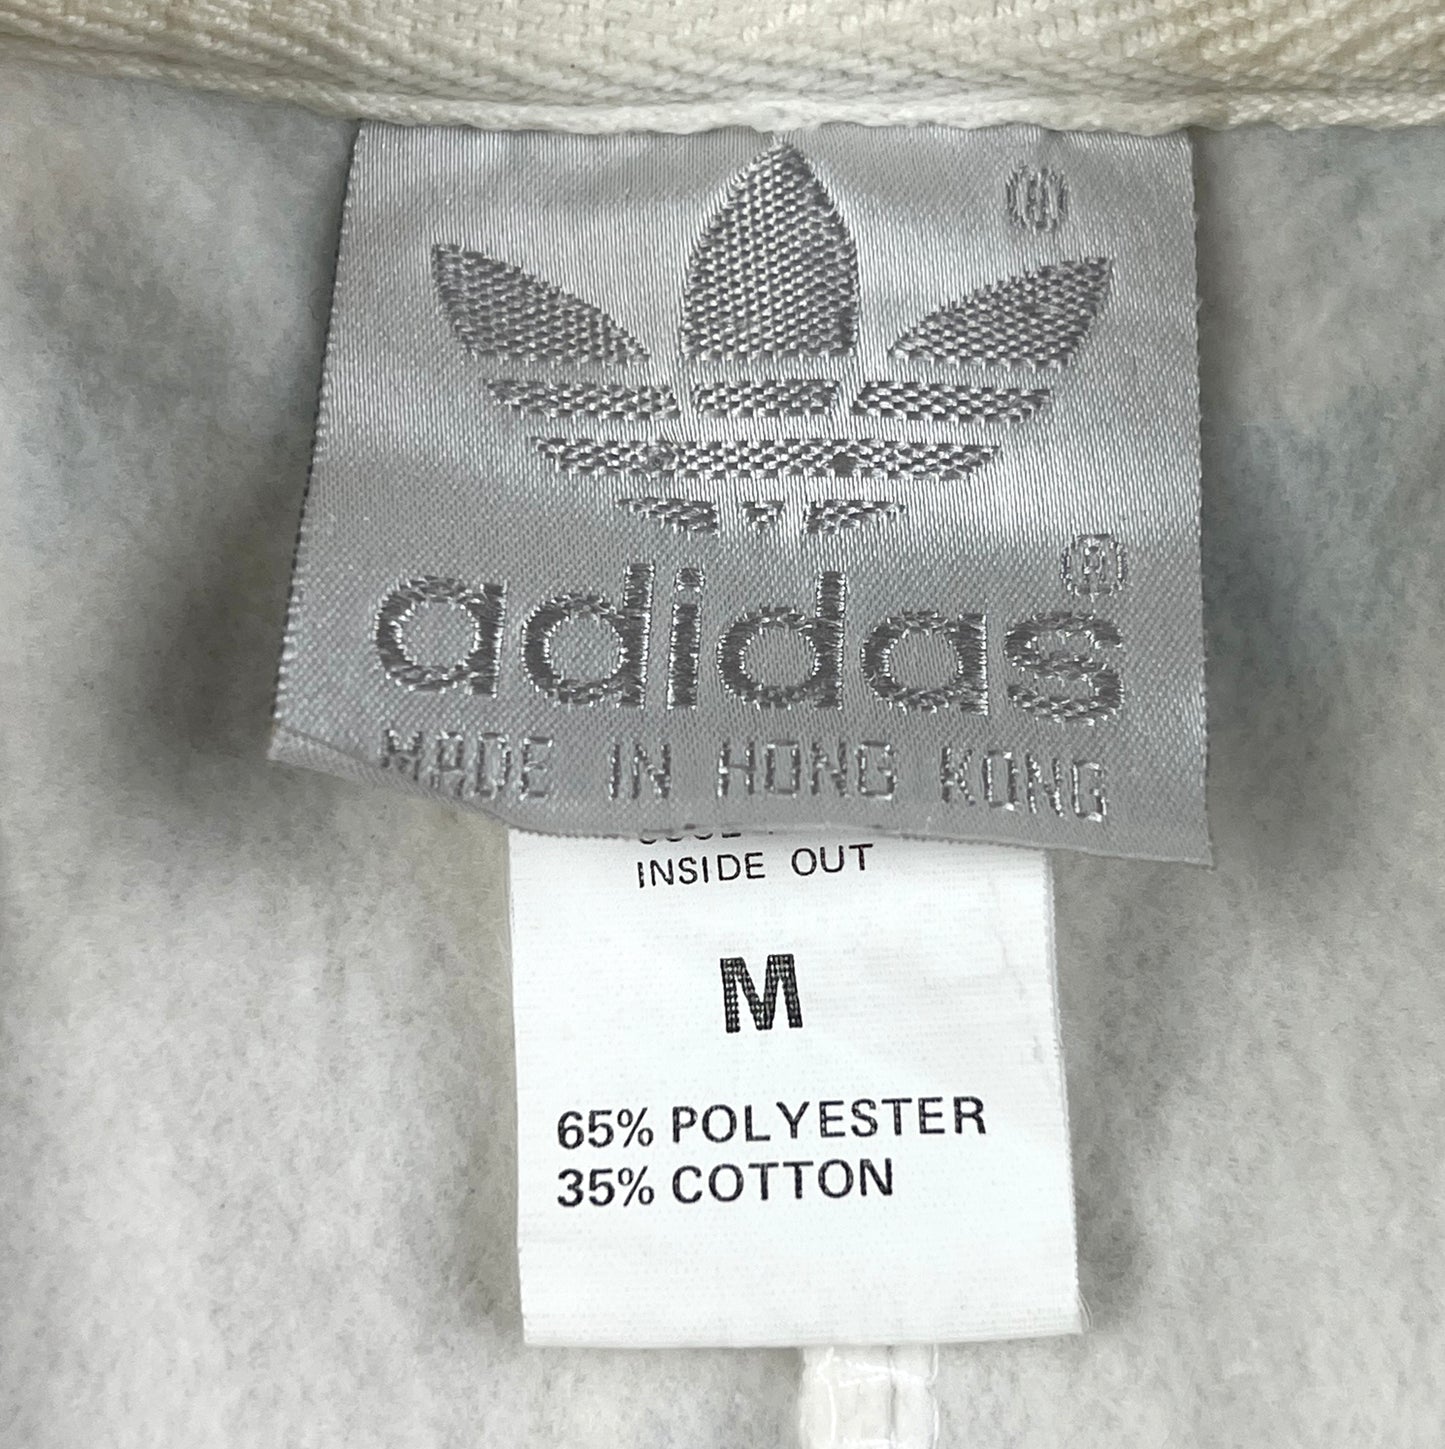 ®
adidas®
MADE IN HONG KONG
INSIDE OUT
M
65% POLYESTER
35% COTTON